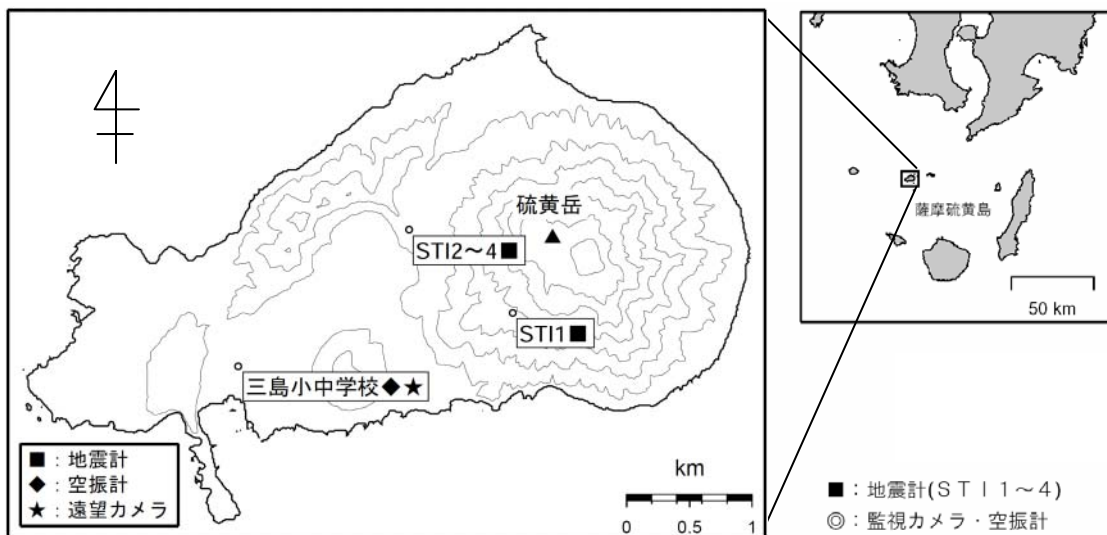 硫黄岳
STI2～4■
STI1■
三島小中学校◆★
■：地震計
◆：空振計
★：遠望カメラ
km
0 0.5 1
薩摩硫黄島
50 km
■：地震計(ＳＴＩ１～４)
◎：監視カメラ・空振計